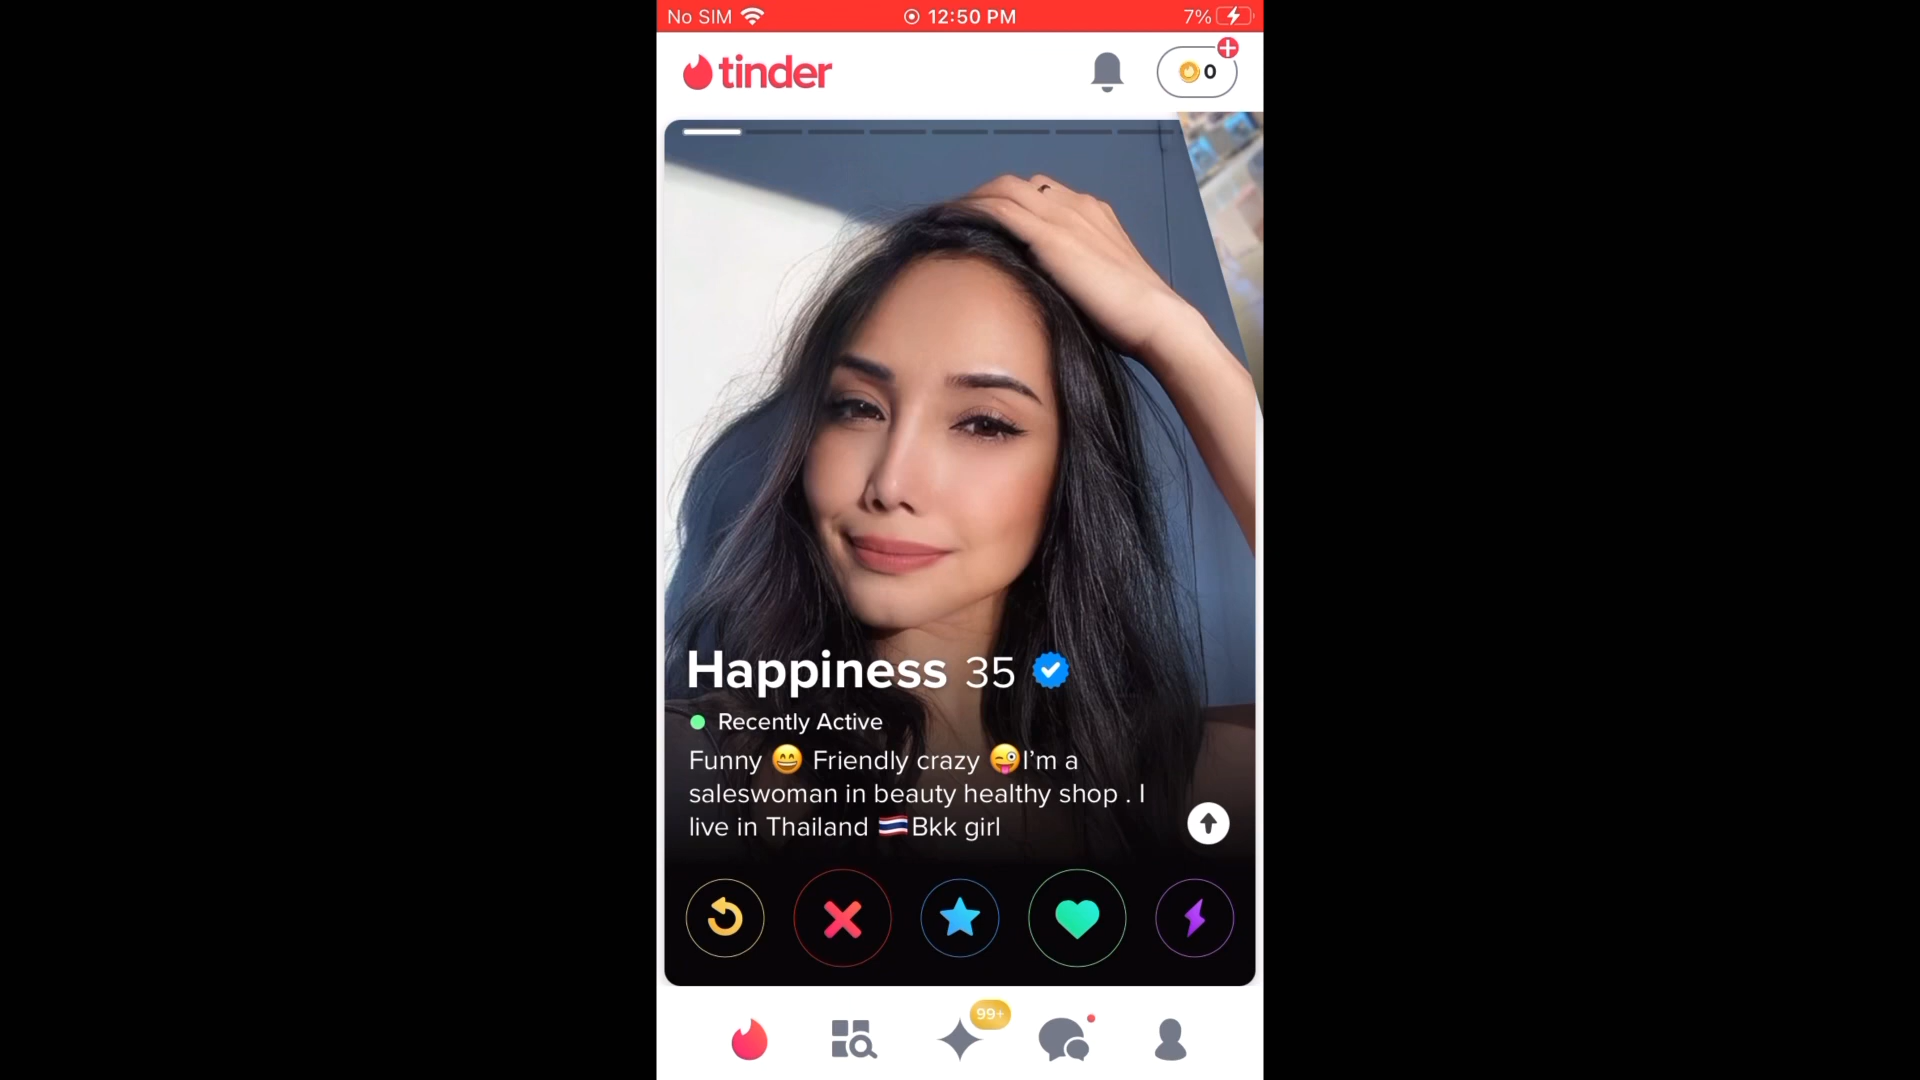 No SIM 12:50 PM 7%
tinder 0
Happiness 35
Recently Active
Funny 😄 Friendly crazy 😜I’m a
saleswoman in beauty healthy shop . I
live in Thailand 🇹🇭Bkk girl
99+